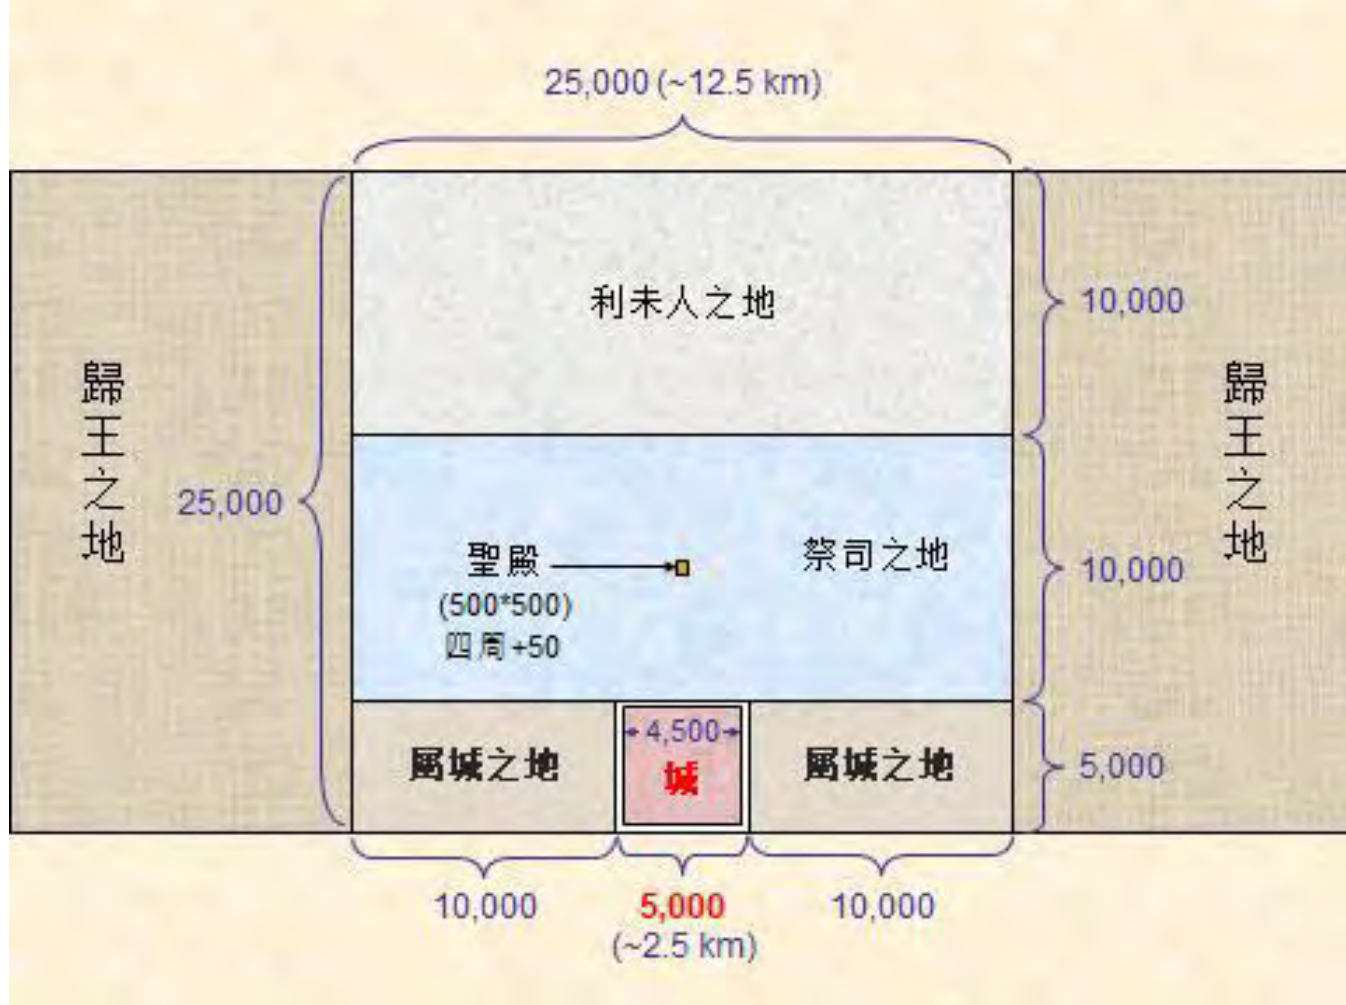 25,000 (~12.5 km)
利未人之地
10,000
歸王之地
歸王之地
25,000
聖殿
(500*500)
四周+50
祭司之地
10,000
屬城之地
4,500
城
屬城之地
5,000
10,000
5,000
(~2.5 km)
10,000